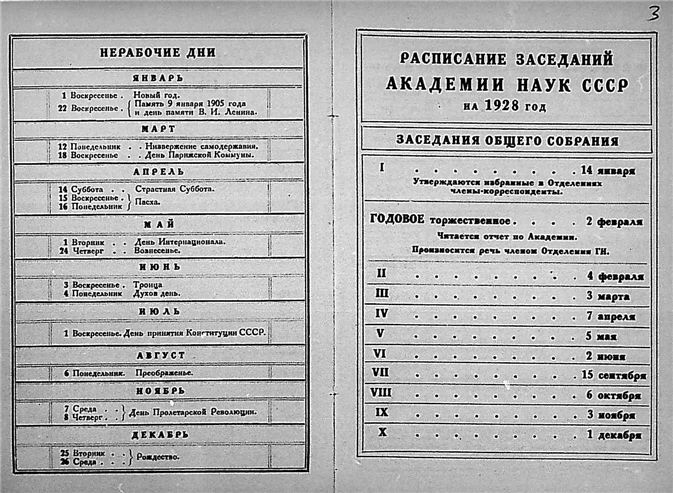 НЕРАБОЧИЕ ДНИ
ЯНВАРЬ
1 Воскресенье . Новый год.
22 Воскресенье . { Память 9 января 1905 года
и день памяти В. И. Ленина.
МАРТ
12 Понедельник . . Низвержение самодержавия.
18 Воскресенье . . День Парижской Коммуны.
АПРЕЛЬ
14 Суббота . . Страстная Суббота.
15 Воскресенье . } Пасха.
16 Понедельник
МАЙ
1 Вторник . . День Интернационала.
24 Четверг . . Вознесенье.
ИЮНЬ
3 Воскресенье . Троица
4 Понедельник Духов день.
ИЮЛЬ
1 Воскресенье. День принятия Конституции СССР.
АВГУСТ
6 Понедельник. Преображенье.
НОЯБРЬ
7 Среда . . } День Пролетарской Революции.
8 Четверг .
ДЕКАБРЬ
25 Вторник . } Рождество.
26 Среда . .
3
РАСПИСАНИЕ ЗАСЕДАНИЙ
АКАДЕМИИ НАУК СССР
НА 1928 ГОД
ЗАСЕДАНИЯ ОБЩЕГО СОБРАНИЯ
I . . . . . . . . 14 января
Утверждаются избранные в Отделениях
члены-корреспонденты.
ГОДОВОЕ торжественное. . . . 2 февраля
Читается отчет по Академии.
Произносится речь членом Отделения ГН.
II . . . . . . . . 4 февраля
III . . . . . . . . 3 марта
IV . . . . . . . . 7 апреля
V . . . . . . . . 5 мая
VI . . . . . . . . 2 июня
VII . . . . . . . . 15 сентября
VIII . . . . . . . . 6 октября
IX . . . . . . . . 3 ноября
X . . . . . . . . 1 декабря